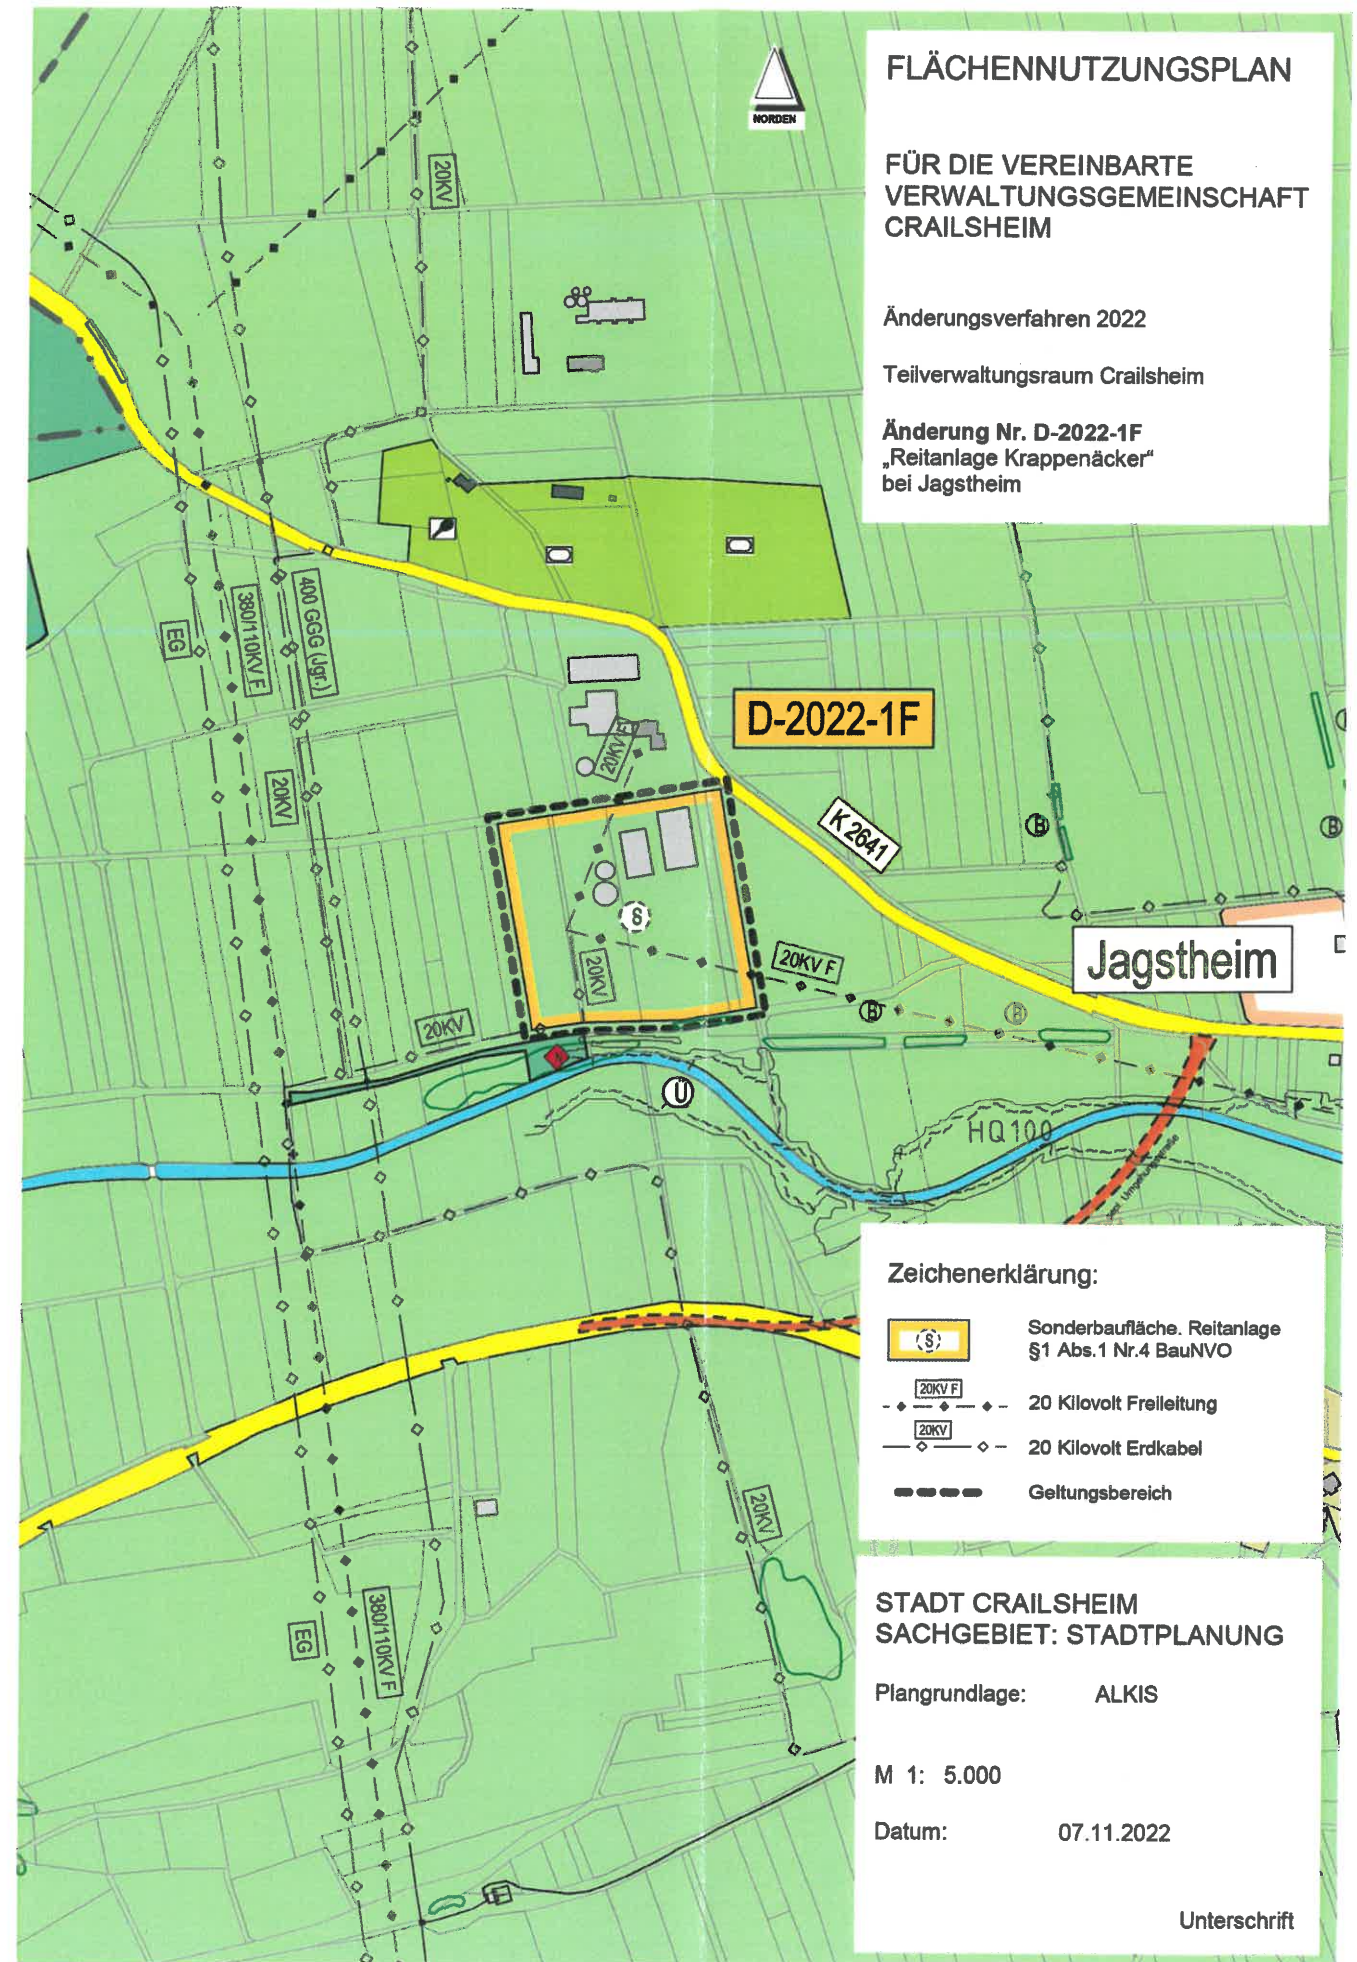 FLÄCHENNUTZUNGSPLAN
FÜR DIE VEREINBARTE
VERWALTUNGSGEMEINSCHAFT
CRAILSHEIM
Änderungsverfahren 2022
Teilverwaltungsraum Crailsheim
Änderung Nr. D-2022-1F
„Reitanlage Krappenäcker“
bei Jagstheim
NORDEN
20KV
EG
380/110KV F
400 GGG (Jgr.)
20KV
20KV F
D-2022-1F
K 2641
B
B
§
20KV
20KV F
20KV
Jagstheim
B
B
Ü
HQ100
Umgehungsstraße
20KV
EG
380/110KV F
Zeichenerklärung:
§
Sonderbaufläche. Reitanlage
§1 Abs.1 Nr.4 BauNVO
20KV F
20 Kilovolt Freileitung
20KV
20 Kilovolt Erdkabel
Geltungsbereich
STADT CRAILSHEIM
SACHGEBIET: STADTPLANUNG
Plangrundlage: ALKIS
M 1: 5.000
Datum: 07.11.2022
Unterschrift